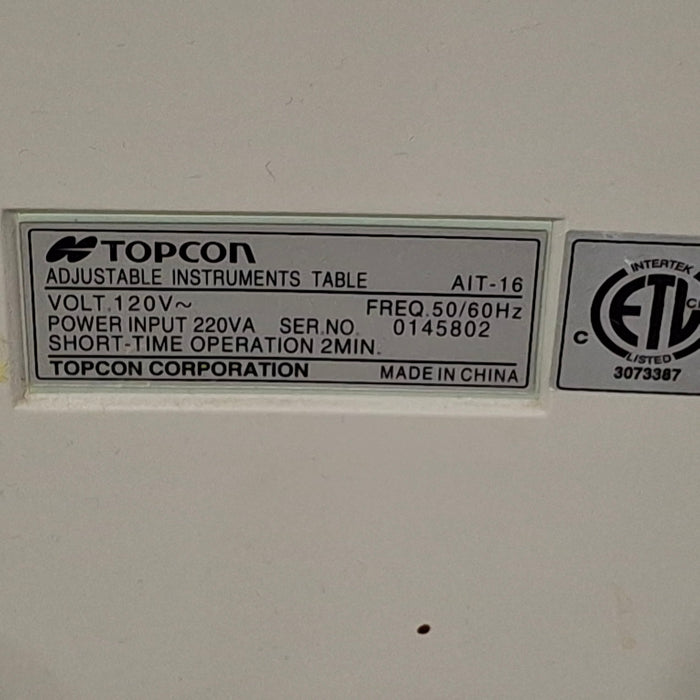 TOPCON
ADJUSTABLE INSTRUMENTS TABLE AIT-16
VOLT.120V~ FREQ.50/60Hz
POWER INPUT 220VA SER.NO. 0145802
SHORT-TIME OPERATION 2MIN.
TOPCON CORPORATION MADE IN CHINA
INTERTEK
C ETL
LISTED
3073387